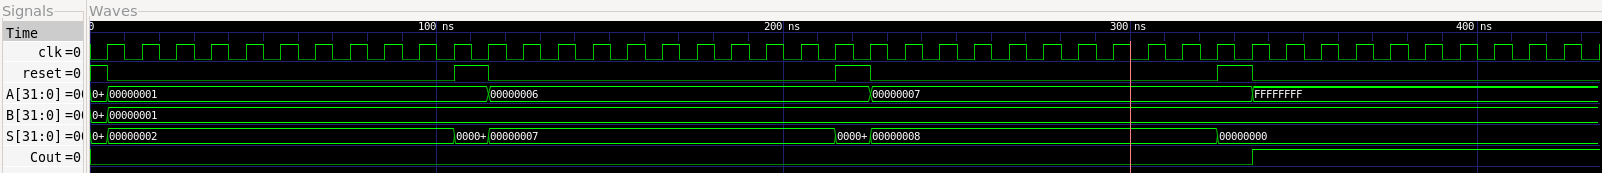 Signals Waves
Time 0 100 ns 200 ns 300 ns 400 ns
clk =0
reset =0
A[31:0] =0 0+ 00000001 00000006 00000007 FFFFFFFF
B[31:0] =0 0+ 00000001
S[31:0] =0 0+ 00000002 0000+ 00000007 0000+ 00000008 00000000
Cout =0